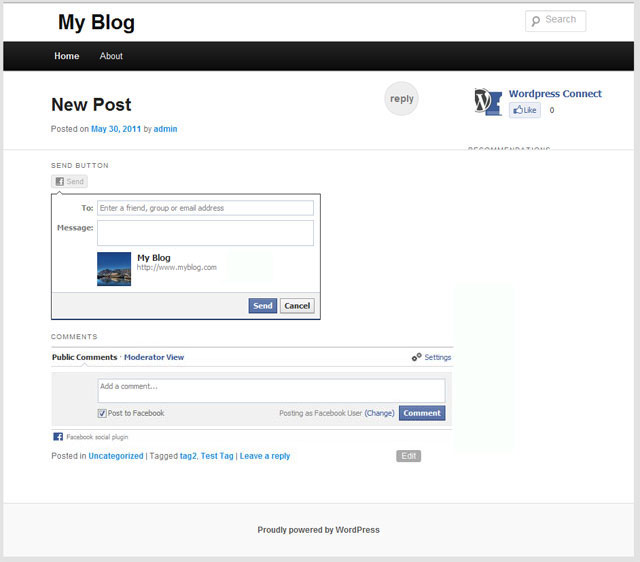 My Blog
Search
Home About
reply
New Post
Posted on May 30, 2011 by admin
Wordpress Connect
Like 0
RECOMMENDATIONS
SEND BUTTON
Send
To: Enter a friend, group or email address
Message:
My Blog
http://www.myblog.com
Send Cancel
COMMENTS
Public Comments · Moderator View Settings
Add a comment...
Post to Facebook Posting as Facebook User (Change) Comment
Facebook social plugin
Posted in Uncategorized | Tagged tag2, Test Tag | Leave a reply Edit
Proudly powered by WordPress